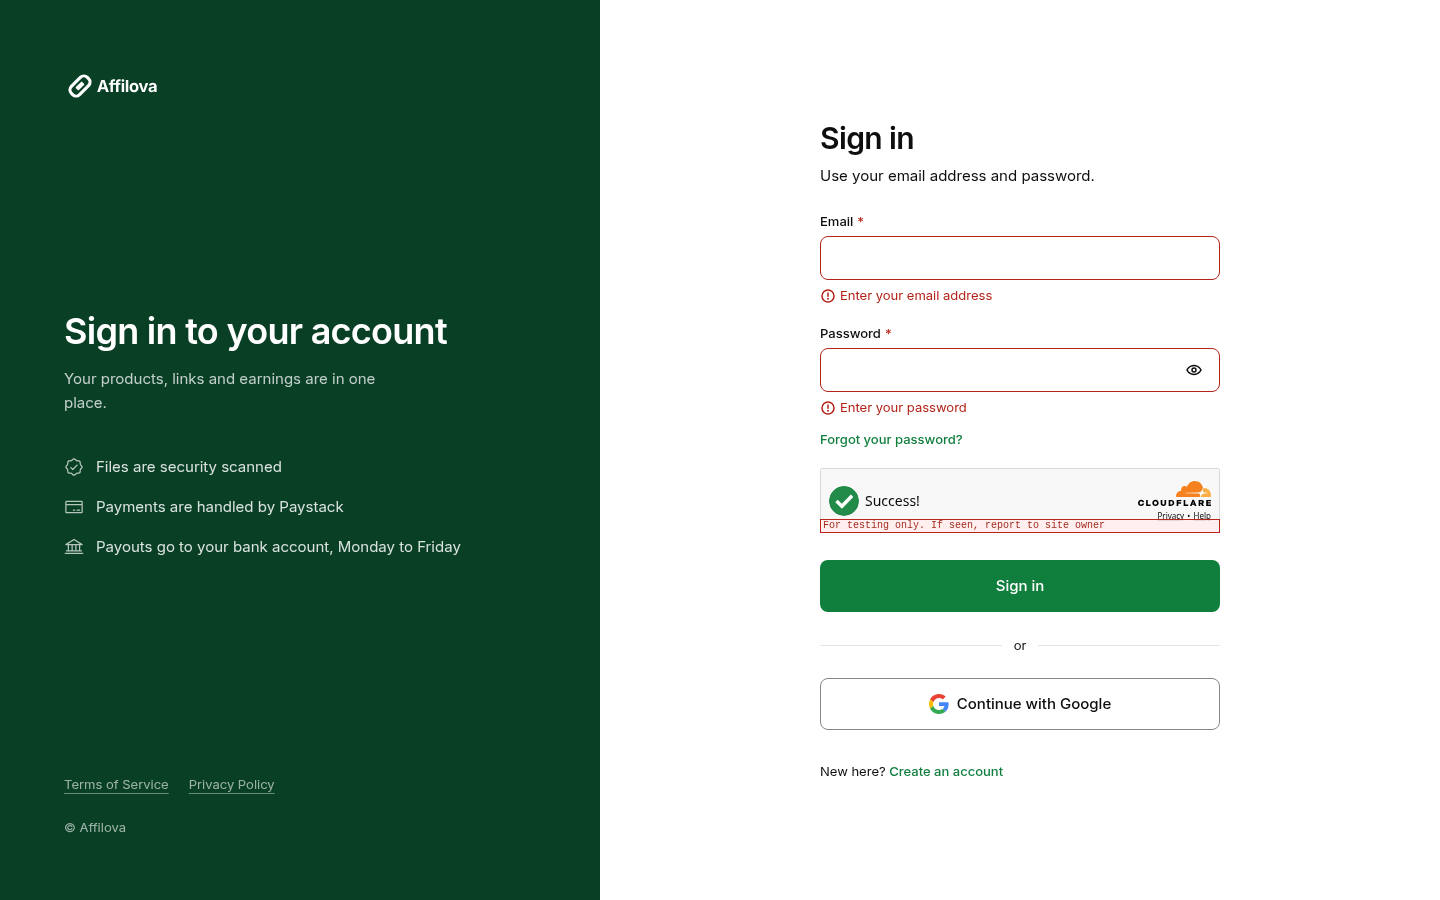 Affilova
Sign in to your account
Your products, links and earnings are in one
place.
Files are security scanned
Payments are handled by Paystack
Payouts go to your bank account, Monday to Friday
Terms of Service Privacy Policy
© Affilova
Sign in
Use your email address and password.
Email *
Enter your email address
Password *
Enter your password
Forgot your password?
Success!
CLOUDFLARE
Privacy • Help
For testing only. If seen, report to site owner
Sign in
or
Continue with Google
New here? Create an account